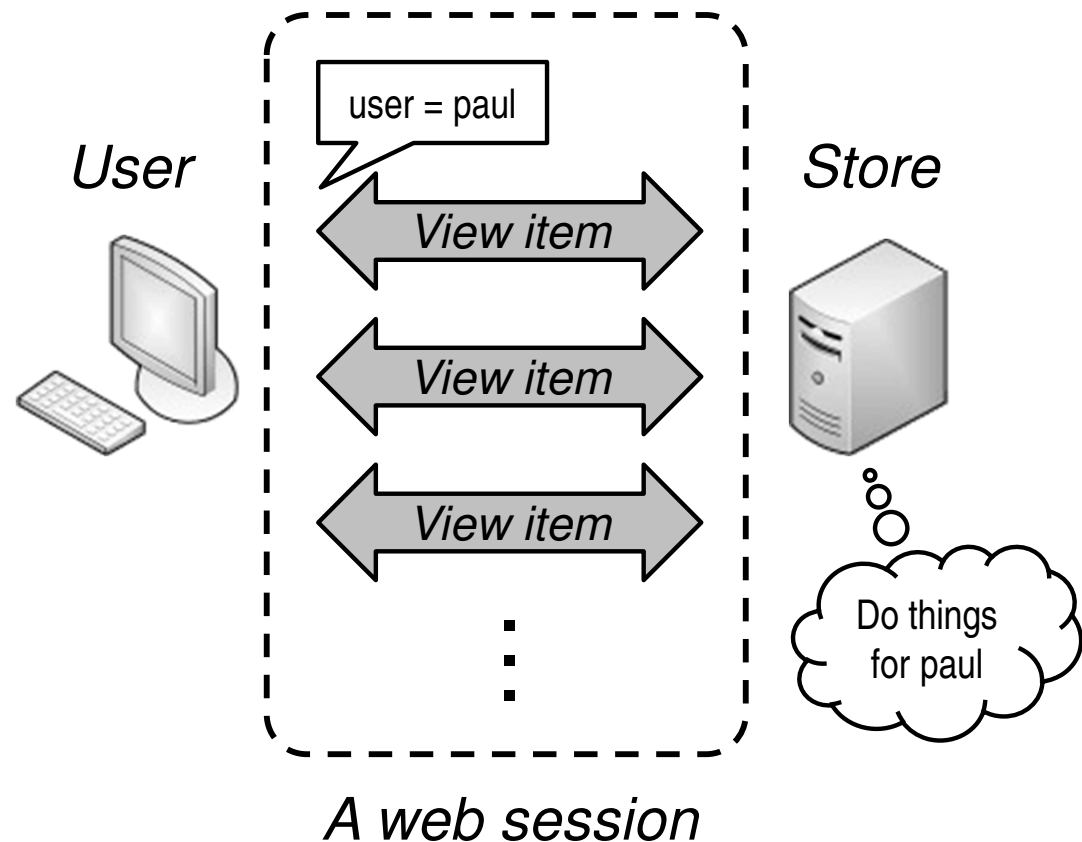 user = paul
User
Store
View item
View item
View item
Do things
for paul
A web session